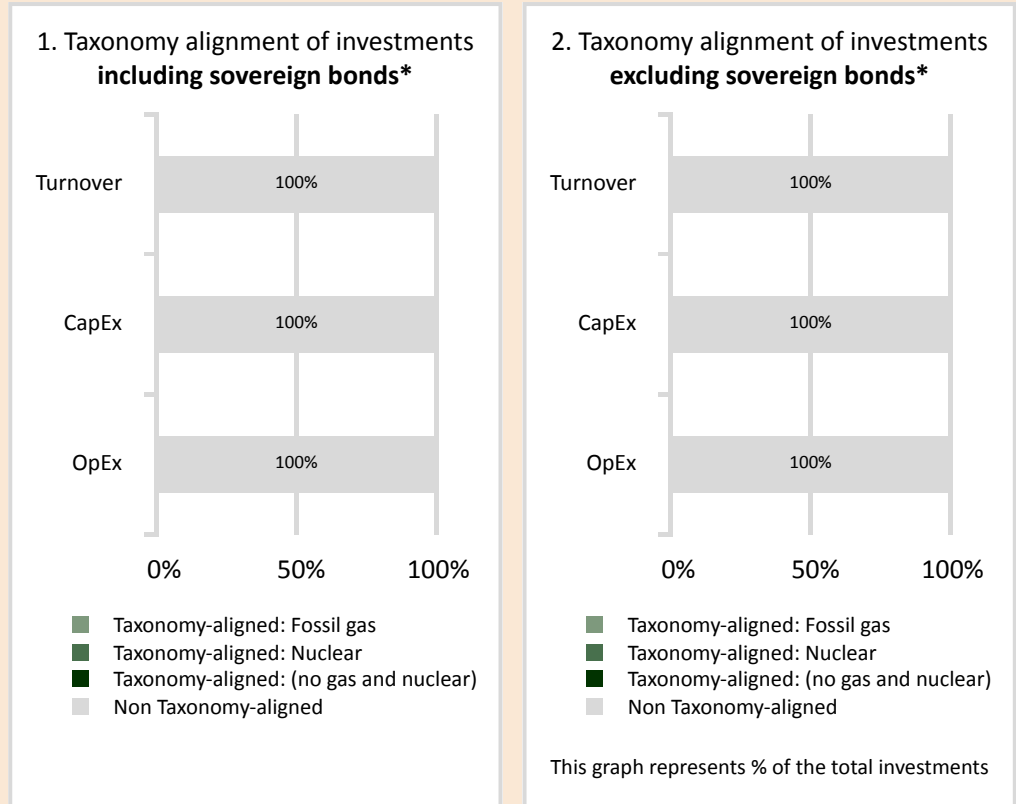 1. Taxonomy alignment of investments
including sovereign bonds*
Turnover
100%
CapEx
100%
OpEx
100%
0% 50% 100%
Taxonomy-aligned: Fossil gas
Taxonomy-aligned: Nuclear
Taxonomy-aligned: (no gas and nuclear)
Non Taxonomy-aligned
2. Taxonomy alignment of investments
excluding sovereign bonds*
Turnover
100%
CapEx
100%
OpEx
100%
0% 50% 100%
Taxonomy-aligned: Fossil gas
Taxonomy-aligned: Nuclear
Taxonomy-aligned: (no gas and nuclear)
Non Taxonomy-aligned
This graph represents % of the total investments